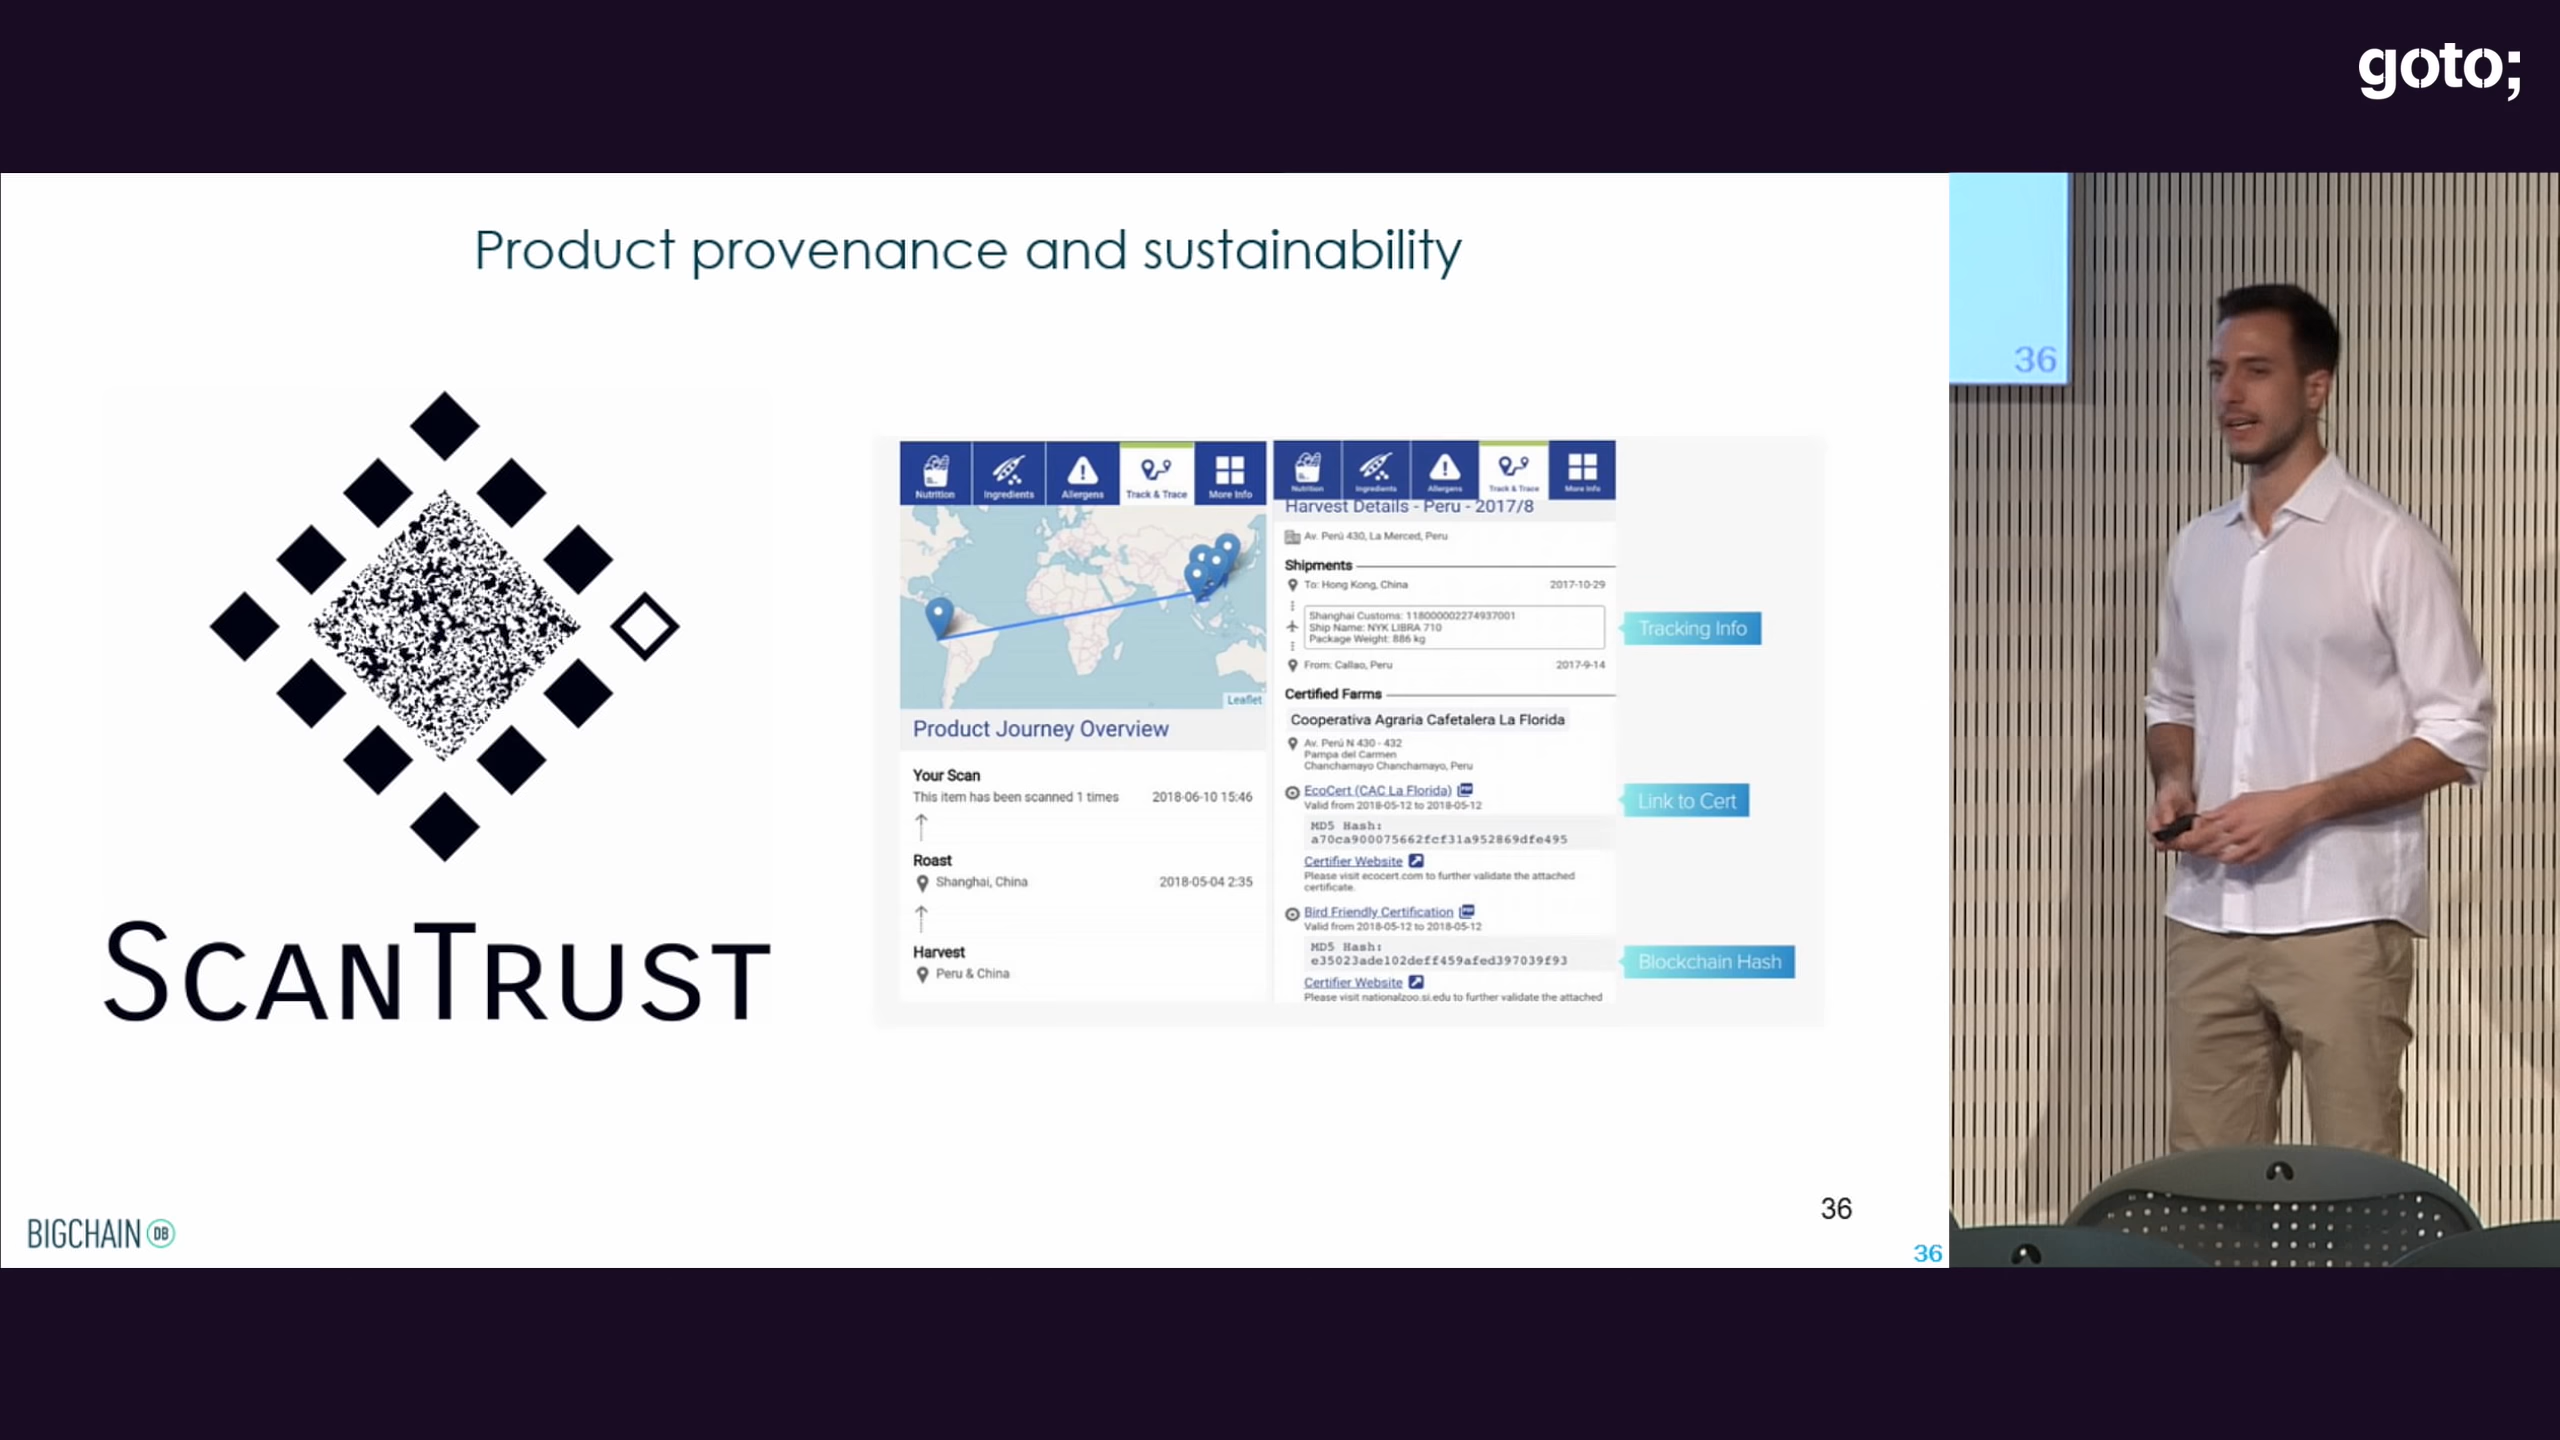 goto;
Product provenance and sustainability
SCANTRUST
Nutrition
Ingredients
Allergens
Track & Trace
More Info
Leaflet
Product Journey Overview
Your Scan
This item has been scanned 1 times 2018-06-10 15:46
Roast
Shanghai, China 2018-05-04 2:35
Harvest
Peru & China
Nutrition
Ingredients
Allergens
Track & Trace
More Info
Harvest Details - Peru - 2017/8
Av. Perú 430, La Merced, Peru
Shipments
To: Hong Kong, China 2017-10-29
Shanghai Customs: 118000002274937001
Ship Name: NYK LIBRA 710
Package Weight: 886 kg
From: Callao, Peru 2017-9-14
Certified Farms
Cooperativa Agraria Cafetalera La Florida
Av. Perú N 430 - 432
Pampa del Carmen
Chanchamayo Chanchamayo, Peru
EcoCert (CAC La Florida)
Valid from 2018-05-12 to 2018-05-12
MD5 Hash:
a70ca900075662fcf31a952869dfe495
Certifier Website
Please visit ecocert.com to further validate the attached
certificate.
Bird Friendly Certification
Valid from 2018-05-12 to 2018-05-12
MD5 Hash:
e35023ade102deff459afed397039f93
Certifier Website
Please visit nationalzoo.si.edu to further validate the attached
Tracking Info
Link to Cert
Blockchain Hash
BIGCHAIN DB
36
36
36